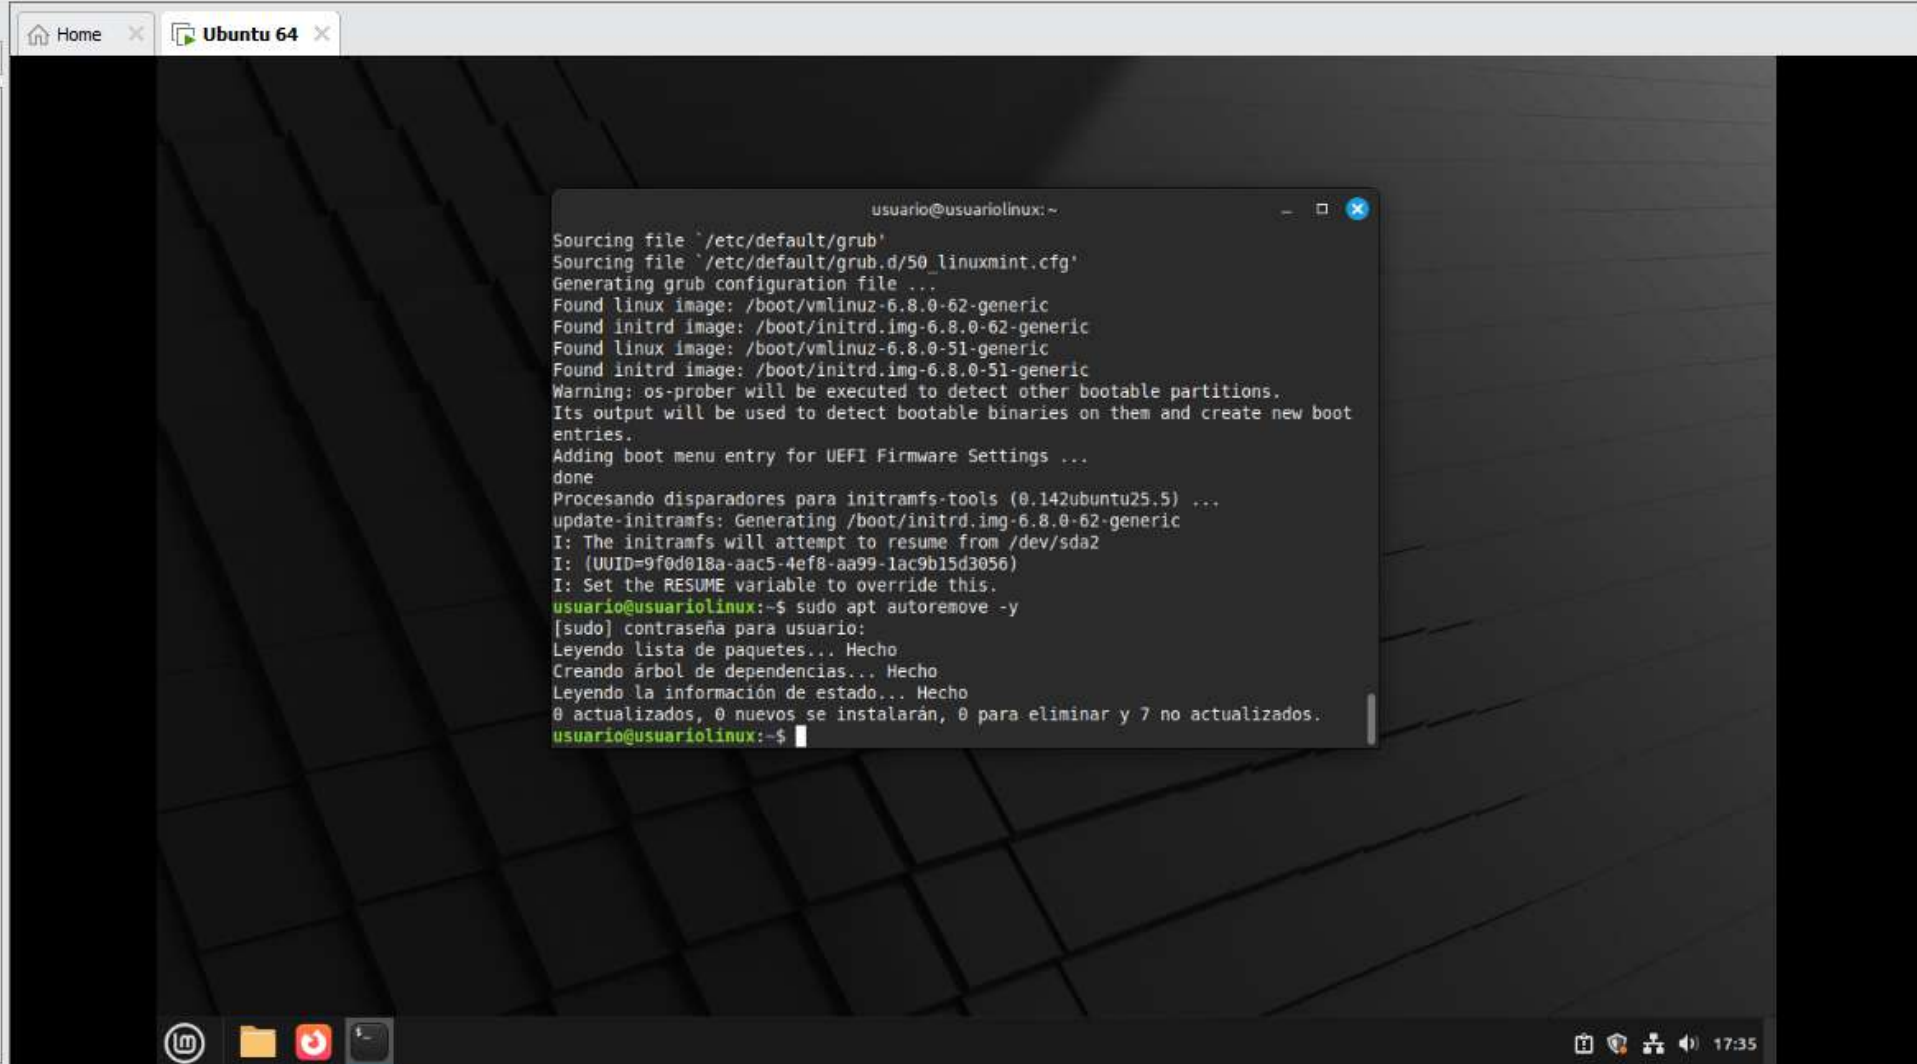 Home
Ubuntu 64
usuario@usuariolinux: ~
Sourcing file `/etc/default/grub'
Sourcing file `/etc/default/grub.d/50_linuxmint.cfg'
Generating grub configuration file ...
Found linux image: /boot/vmlinuz-6.8.0-62-generic
Found initrd image: /boot/initrd.img-6.8.0-62-generic
Found linux image: /boot/vmlinuz-6.8.0-51-generic
Found initrd image: /boot/initrd.img-6.8.0-51-generic
Warning: os-prober will be executed to detect other bootable partitions.
Its output will be used to detect bootable binaries on them and create new boot
entries.
Adding boot menu entry for UEFI Firmware Settings ...
done
Procesando disparadores para initramfs-tools (0.142ubuntu25.5) ...
update-initramfs: Generating /boot/initrd.img-6.8.0-62-generic
I: The initramfs will attempt to resume from /dev/sda2
I: (UUID=9f0d018a-aac5-4ef8-aa99-1ac9b15d3056)
I: Set the RESUME variable to override this.
usuario@usuariolinux:~$ sudo apt autoremove -y
[sudo] contraseña para usuario:
Leyendo lista de paquetes... Hecho
Creando árbol de dependencias... Hecho
Leyendo la información de estado... Hecho
0 actualizados, 0 nuevos se instalarán, 0 para eliminar y 7 no actualizados.
usuario@usuariolinux:~$
17:35